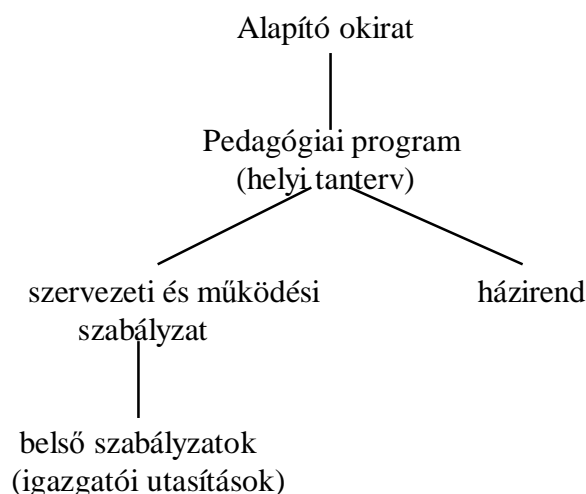 Alapító okirat
Pedagógiai program
(helyi tanterv)
szervezeti és működési
szabályzat
házirend
belső szabályzatok
(igazgatói utasítások)